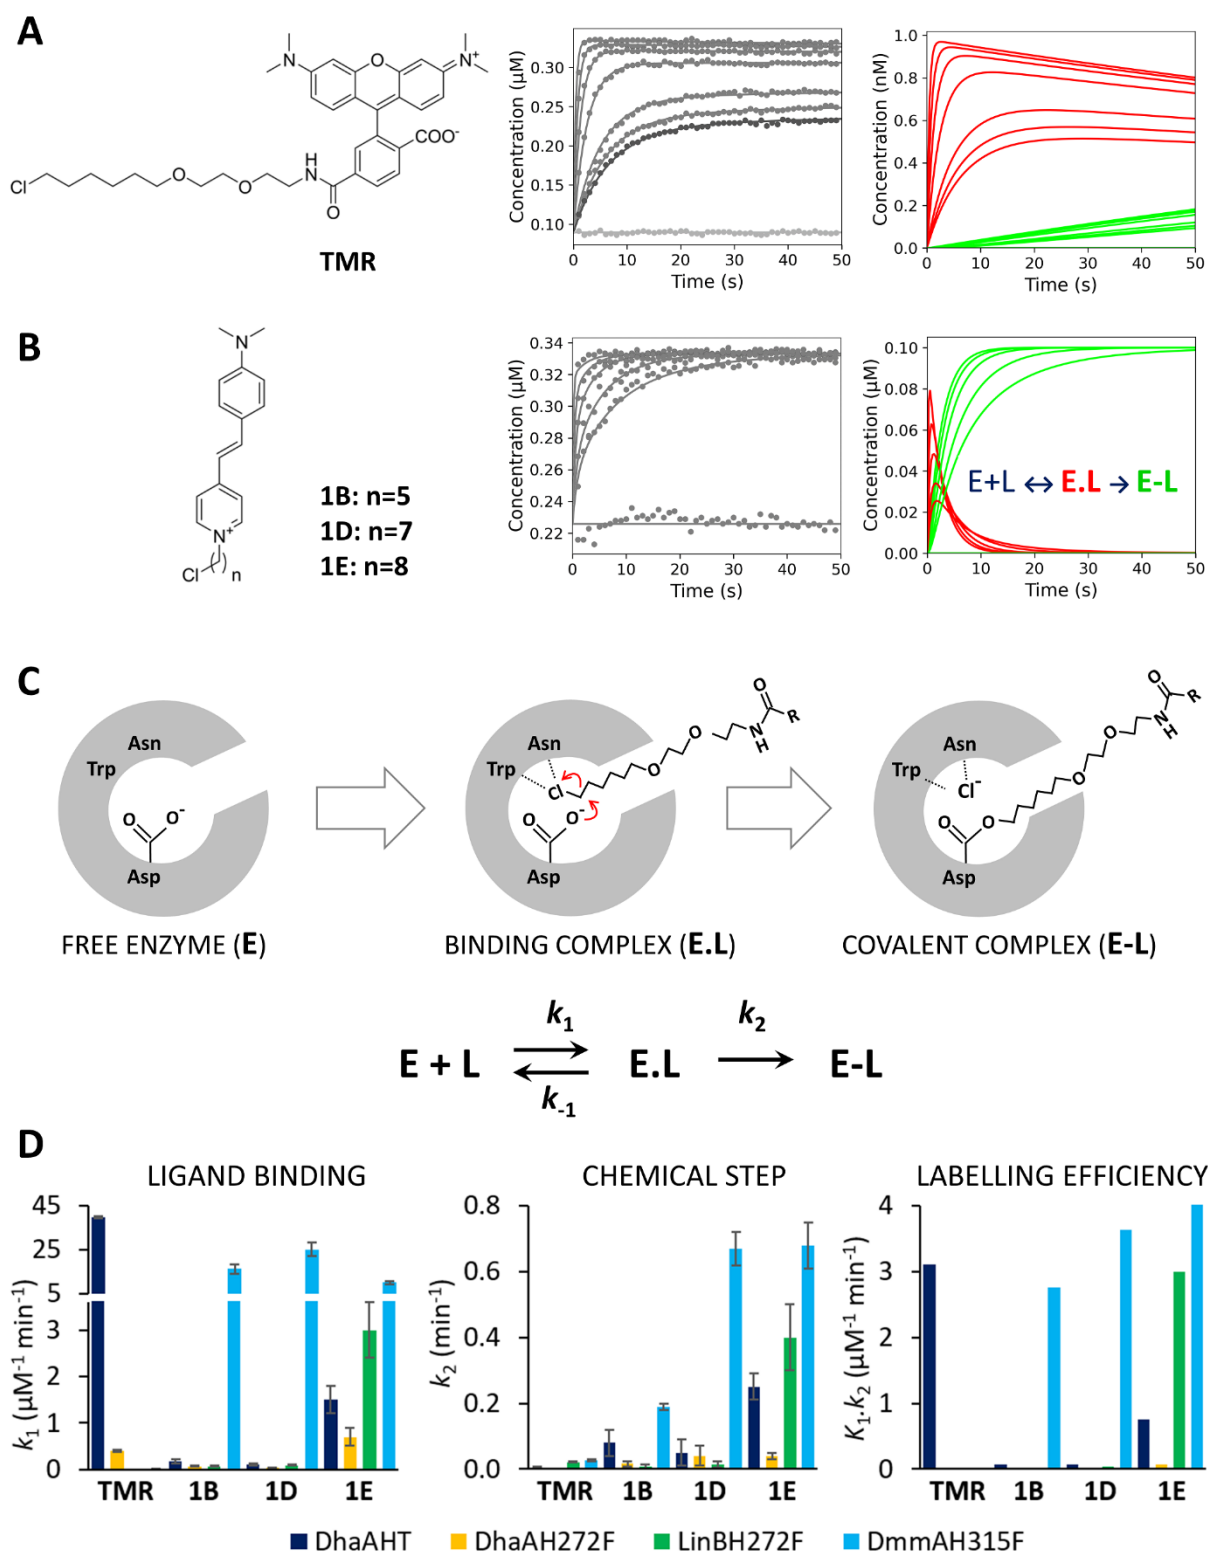 A
N
N+
O
COO-
H
N
O
O
O
Cl
TMR
Concentration (µM)
0.30
0.25
0.20
0.15
0.10
0 10 20 30 40 50
Time (s)
Concentration (nM)
1.0
0.8
0.6
0.4
0.2
0.0
0 10 20 30 40 50
Time (s)
B
N
N+
Cl
n
1B: n=5
1D: n=7
1E: n=8
Concentration (µM)
0.34
0.32
0.30
0.28
0.26
0.24
0.22
0 10 20 30 40 50
Time (s)
Concentration (µM)
0.10
0.08
0.06
0.04
0.02
0.00
E+L ↔ E.L → E-L
0 10 20 30 40 50
Time (s)
C
Asn
Trp
O
O-
Asp
FREE ENZYME (E)
Asn
Trp
Cl
O
O-
Asp
O
O
N
H
O
R
BINDING COMPLEX (E.L)
Asn
Trp
Cl-
O
O
Asp
O
O
N
H
O
R
COVALENT COMPLEX (E-L)
k1
k2
E + L
E.L
E-L
k-1
D
LIGAND BINDING
k1 (µM-1 min-1)
45
25
5
5
3
2
1
0
TMR 1B 1D 1E
CHEMICAL STEP
k2 (min-1)
0.8
0.6
0.4
0.2
0.0
TMR 1B 1D 1E
LABELLING EFFICIENCY
K1.k2 (µM-1 min-1)
4
3
2
1
0
TMR 1B 1D 1E
DhaAHT DhaAH272F LinBH272F DmmAH315F